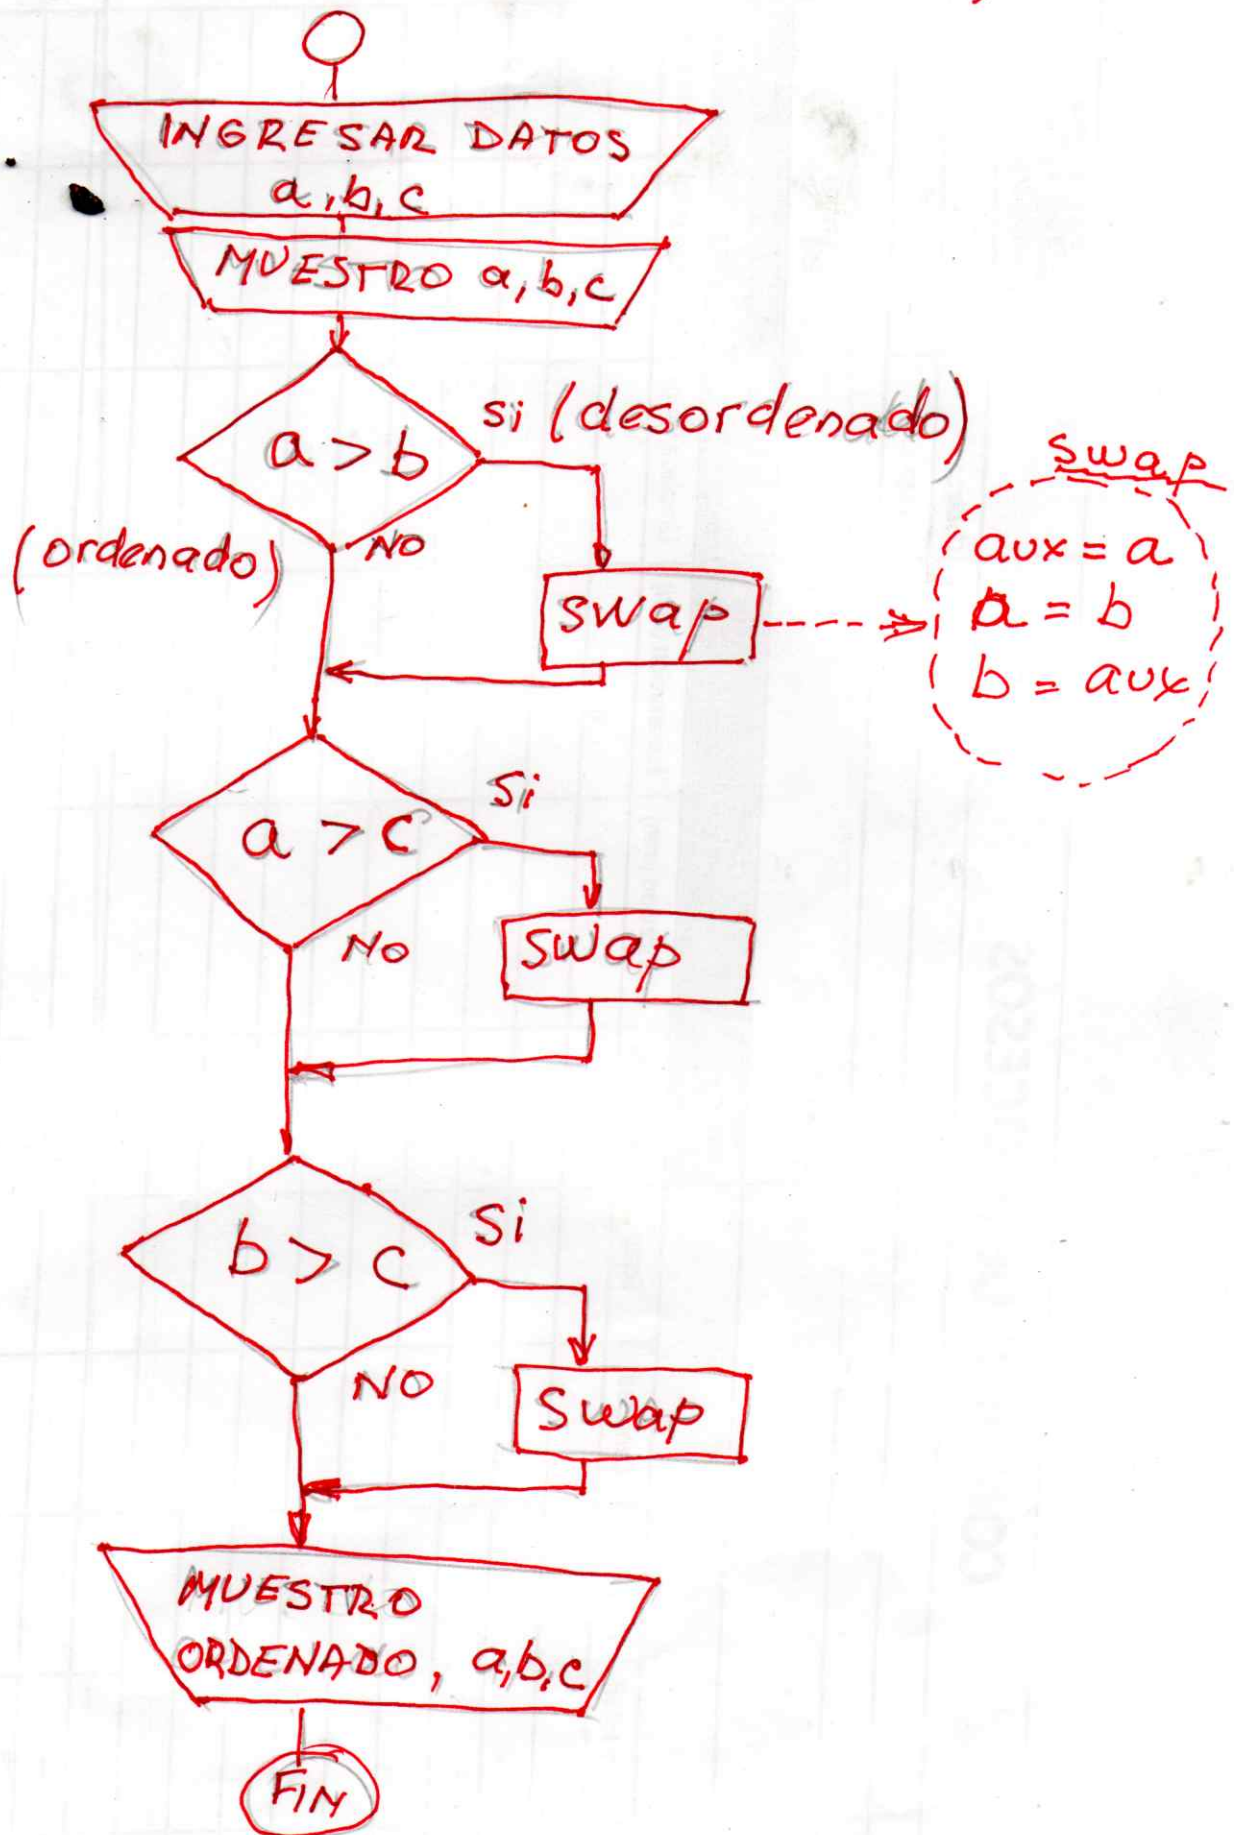 INGRESAR DATOS
a, b, c
MUESTRO a, b, c
a > b
si (desordenado)
(ordenado)
NO
swap
swap
aux = a
a = b
b = aux
a > c
Si
NO
swap
b > c
Si
NO
Swap
MUESTRO
ORDENADO, a, b, c
FIN